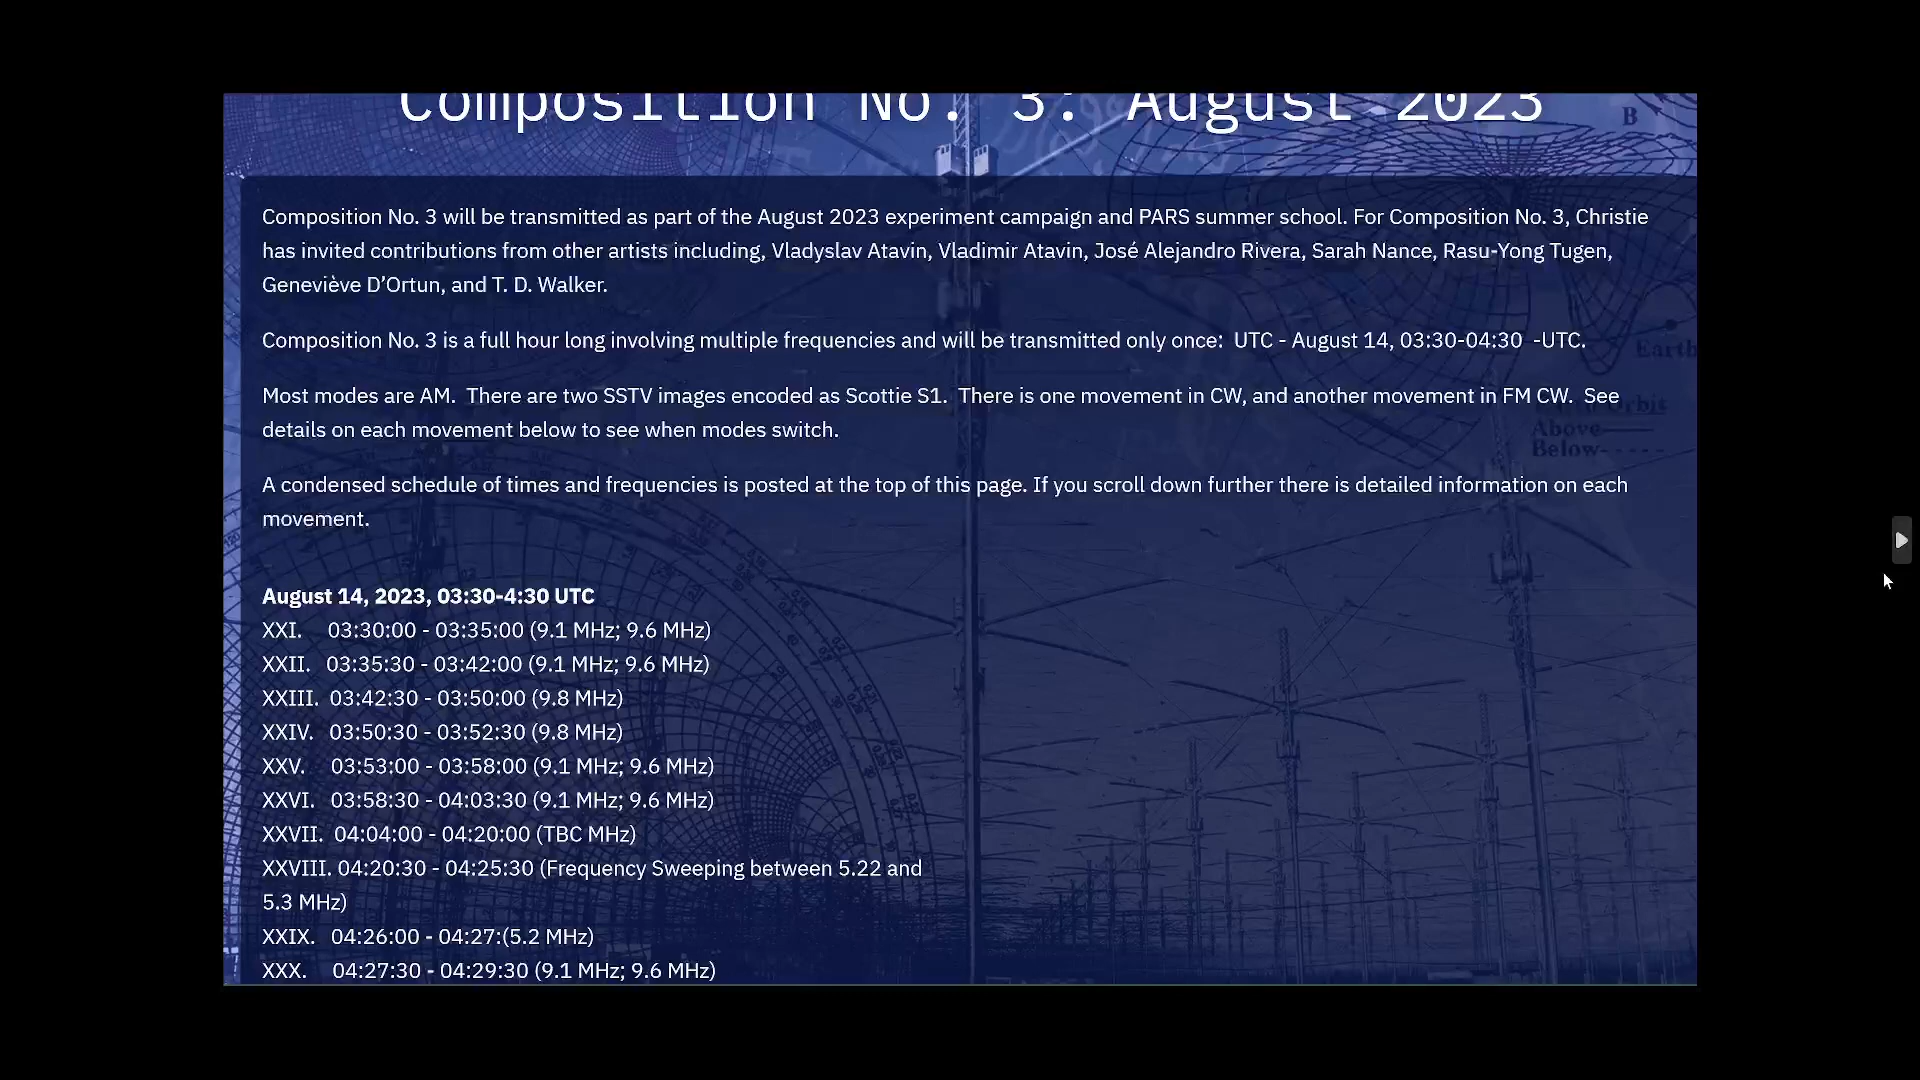 Composition No. 3: August 2023
B
Composition No. 3 will be transmitted as part of the August 2023 experiment campaign and PARS summer school. For Composition No. 3, Christie
has invited contributions from other artists including, Vladyslav Atavin, Vladimir Atavin, José Alejandro Rivera, Sarah Nance, Rasu-Yong Tugen,
Geneviève D’Ortun, and T. D. Walker.
Composition No. 3 is a full hour long involving multiple frequencies and will be transmitted only once:  UTC - August 14, 03:30-04:30  -UTC.
Earth
Most modes are AM.  There are two SSTV images encoded as Scottie S1.  There is one movement in CW, and another movement in FM CW.  See
Orbit
details on each movement below to see when modes switch.
Above
Below
A condensed schedule of times and frequencies is posted at the top of this page. If you scroll down further there is detailed information on each
movement.
August 14, 2023, 03:30-4:30 UTC
XXI.    03:30:00 - 03:35:00 (9.1 MHz; 9.6 MHz)
XXII.   03:35:30 - 03:42:00 (9.1 MHz; 9.6 MHz)
XXIII.  03:42:30 - 03:50:00 (9.8 MHz)
XXIV.   03:50:30 - 03:52:30 (9.8 MHz)
XXV.    03:53:00 - 03:58:00 (9.1 MHz; 9.6 MHz)
XXVI.   03:58:30 - 04:03:30 (9.1 MHz; 9.6 MHz)
XXVII.  04:04:00 - 04:20:00 (TBC MHz)
XXVIII. 04:20:30 - 04:25:30 (Frequency Sweeping between 5.22 and
5.3 MHz)
XXIX.   04:26:00 - 04:27:(5.2 MHz)
XXX.    04:27:30 - 04:29:30 (9.1 MHz; 9.6 MHz)